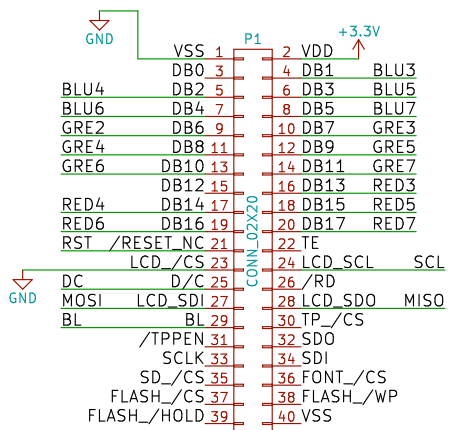 P1
+3.3V
GND
VSS 1 2 VDD
DB0 3 4 DB1 BLU3
BLU4 DB2 5 6 DB3 BLU5
BLU6 DB4 7 8 DB5 BLU7
GRE2 DB6 9 10 DB7 GRE3
GRE4 DB8 11 12 DB9 GRE5
GRE6 DB10 13 14 DB11 GRE7
DB12 15 16 DB13 RED3
RED4 DB14 17 18 DB15 RED5
RED6 DB16 19 20 DB17 RED7
RST /RESET_NC 21 22 TE
LCD_/CS 23 24 LCD_SCL SCL
GND
DC D/C 25 26 /RD
MOSI LCD_SDI 27 28 LCD_SDO MISO
BL BL 29 30 TP_/CS
/TPPEN 31 32 SDO
SCLK 33 34 SDI
SD_/CS 35 36 FONT_/CS
FLASH_/CS 37 38 FLASH_/WP
FLASH_/HOLD 39 40 VSS
CONN_02X20